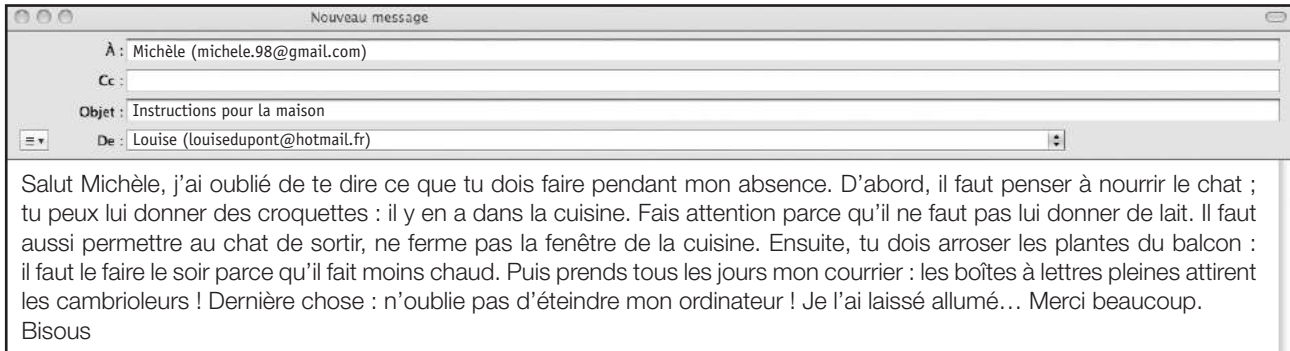 Nouveau message
À : Michèle (michele.98@gmail.com)
Cc :
Objet : Instructions pour la maison
De : Louise (louisedupont@hotmail.fr)
Salut Michèle, j’ai oublié de te dire ce que tu dois faire pendant mon absence. D’abord, il faut penser à nourrir le chat ;
tu peux lui donner des croquettes : il y en a dans la cuisine. Fais attention parce qu’il ne faut pas lui donner de lait. Il faut
aussi permettre au chat de sortir, ne ferme pas la fenêtre de la cuisine. Ensuite, tu dois arroser les plantes du balcon :
il faut le faire le soir parce qu’il fait moins chaud. Puis prends tous les jours mon courrier : les boîtes à lettres pleines attirent
les cambrioleurs ! Dernière chose : n’oublie pas d’éteindre mon ordinateur ! Je l’ai laissé allumé… Merci beaucoup.
Bisous